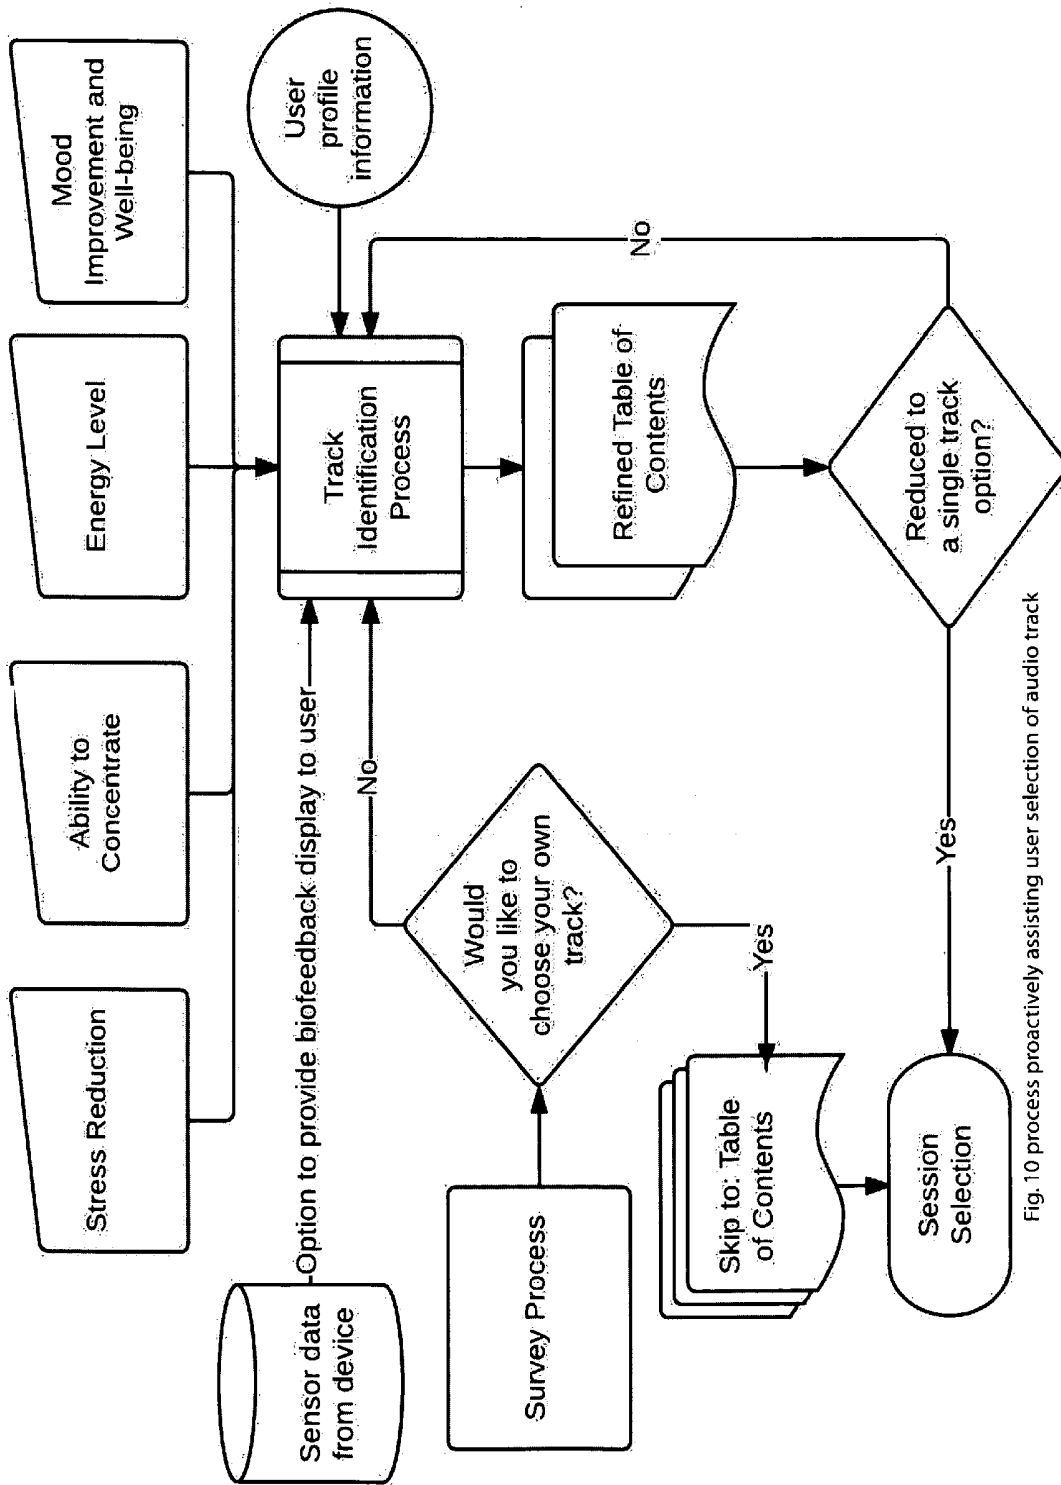 Stress Reduction
Ability to
Concentrate
Energy Level
Mood
Improvement and
Well-being
Sensor data
from device
Option to provide biofeedback display to user
Track
Identification
Process
User
profile
information
Survey Process
Would
you like to
choose your own
track?
No
Yes
Refined Table of
Contents
No
Skip to: Table
of Contents
Session
Selection
Yes
Reduced to
a single track
option?
Fig. 10 process proactively assisting user selection of audio track